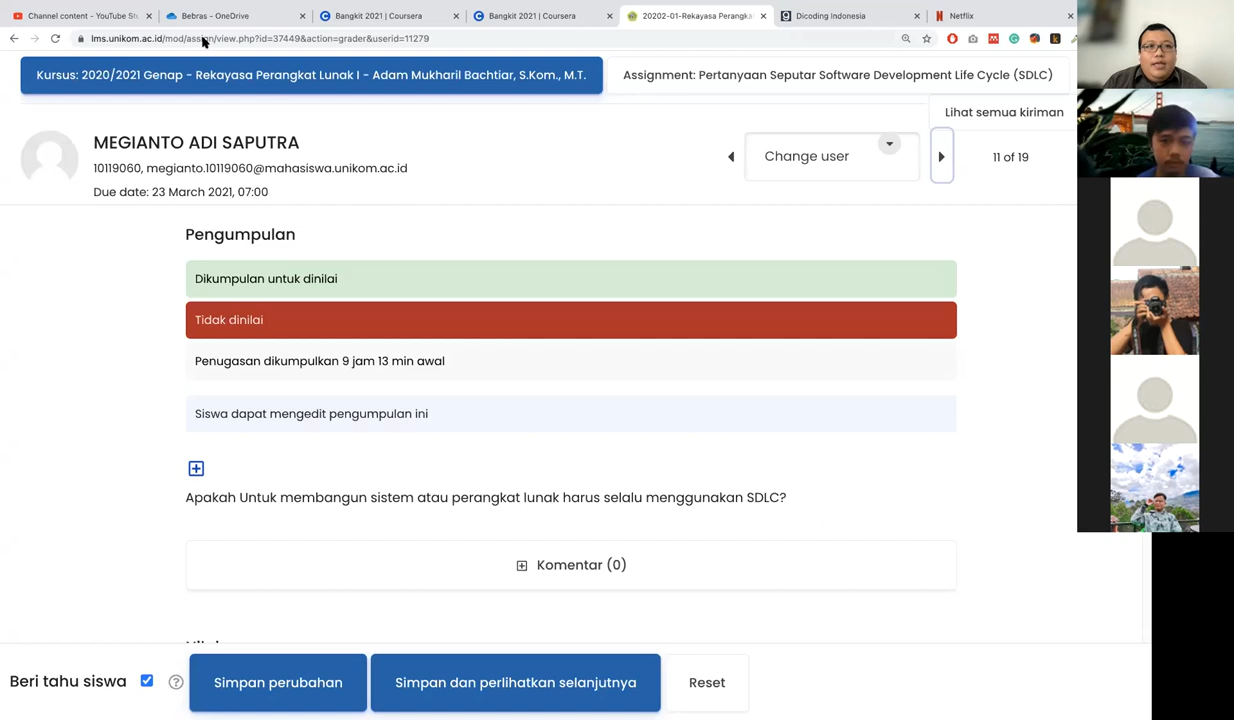 Channel content - YouTube St
Bebras - OneDrive
Bangkit 2021 | Coursera
Bangkit 2021 | Coursera
20202-01-Rekayasa Perangka
Dicoding Indonesia
Netflix
lms.unikom.ac.id/mod/assign/view.php?id=37449&action=grader&userid=11279
Kursus: 2020/2021 Genap - Rekayasa Perangkat Lunak I - Adam Mukharil Bachtiar, S.Kom., M.T.
Assignment: Pertanyaan Seputar Software Development Life Cycle (SDLC)
Lihat semua kiriman
MEGIANTO ADI SAPUTRA
10119060, megianto.10119060@mahasiswa.unikom.ac.id
Due date: 23 March 2021, 07:00
Change user
11 of 19
Pengumpulan
Dikumpulan untuk dinilai
Tidak dinilai
Penugasan dikumpulkan 9 jam 13 min awal
Siswa dapat mengedit pengumpulan ini
Apakah Untuk membangun sistem atau perangkat lunak harus selalu menggunakan SDLC?
Komentar (0)
Beri tahu siswa
Simpan perubahan
Simpan dan perlihatkan selanjutnya
Reset